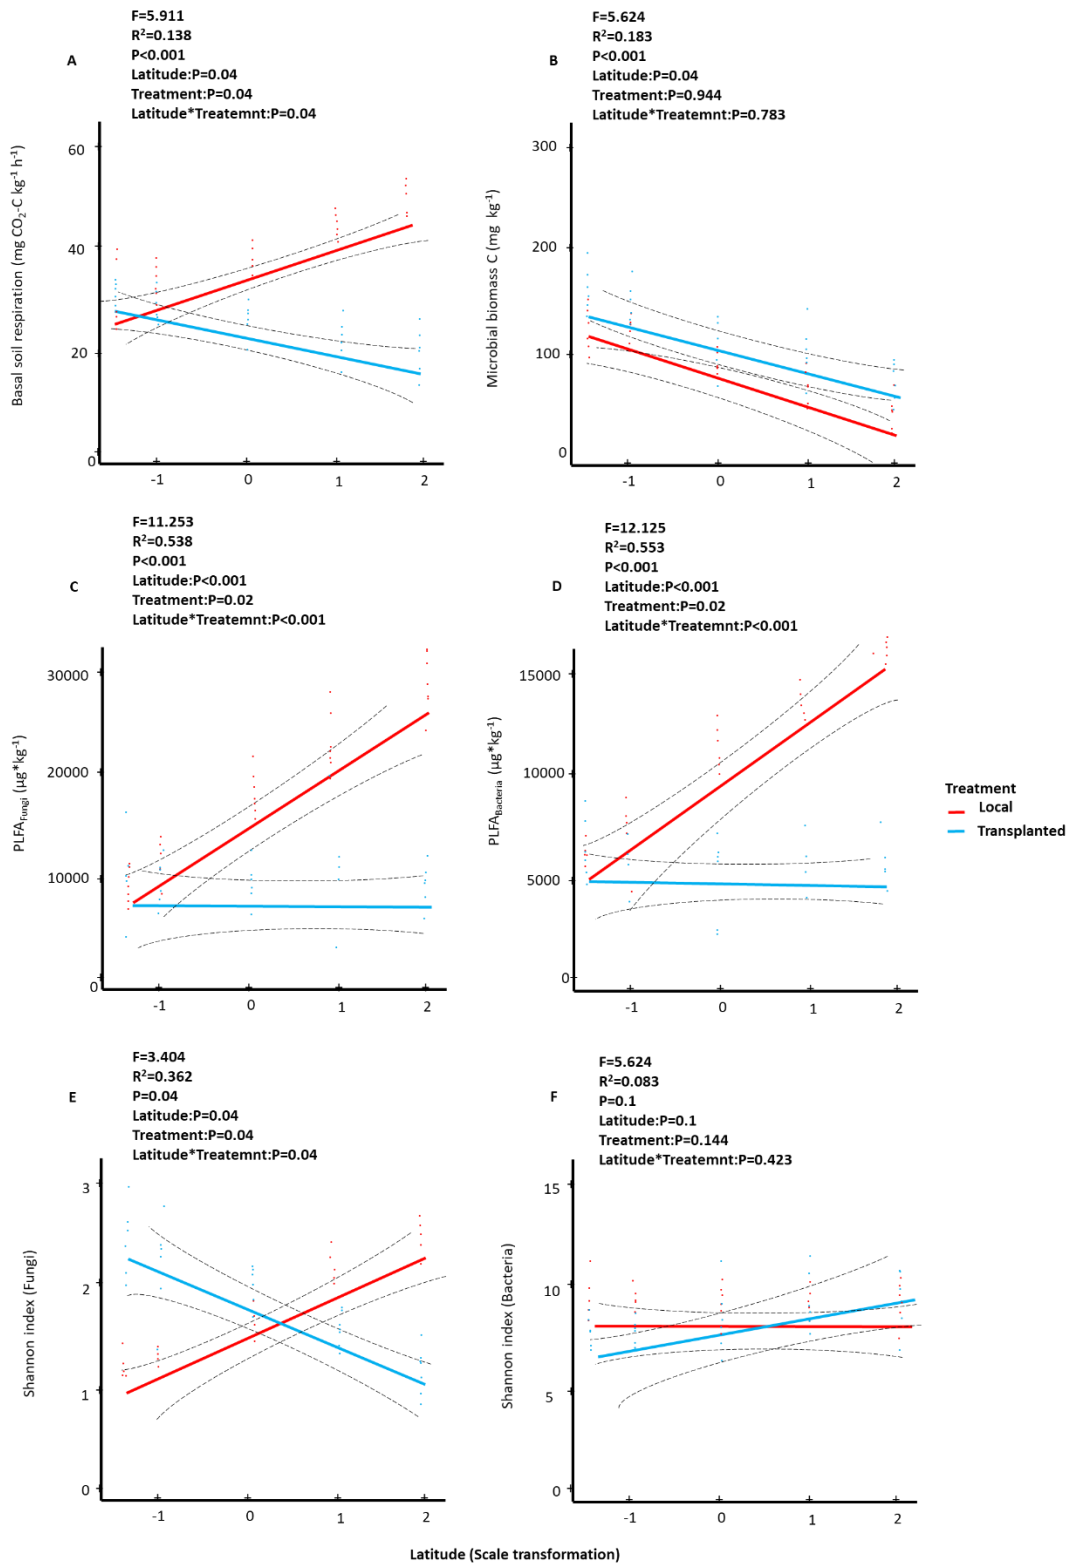 F=5.911
R²=0.138
P<0.001
Latitude:P=0.04
Treatment:P=0.04
Latitude*Treatemnt:P=0.04
A
Basal soil respiration (mg CO₂-C kg⁻¹ h⁻¹)
60
40
20
0
-1 0 1 2
F=5.624
R²=0.183
P<0.001
Latitude:P=0.04
Treatment:P=0.944
Latitude*Treatemnt:P=0.783
B
Microbial biomass C (mg kg⁻¹)
300
200
100
0
-1 0 1 2
F=11.253
R²=0.538
P<0.001
Latitude:P<0.001
Treatment:P=0.02
Latitude*Treatemnt:P<0.001
C
PLFA Fungi (µg*kg⁻¹)
30000
20000
10000
0
-1 0 1 2
F=12.125
R²=0.553
P<0.001
Latitude:P<0.001
Treatment:P=0.02
Latitude*Treatemnt:P<0.001
D
PLFA Bacteria (µg*kg⁻¹)
15000
10000
5000
0
-1 0 1 2
Treatment
Local
Transplanted
F=3.404
R²=0.362
P=0.04
Latitude:P=0.04
Treatment:P=0.04
Latitude*Treatemnt:P=0.04
E
Shannon index (Fungi)
3
2
1
0
-1 0 1 2
F=5.624
R²=0.083
P=0.1
Latitude:P=0.1
Treatment:P=0.144
Latitude*Treatemnt:P=0.423
F
Shannon index (Bacteria)
15
10
5
0
-1 0 1 2
Latitude (Scale transformation)